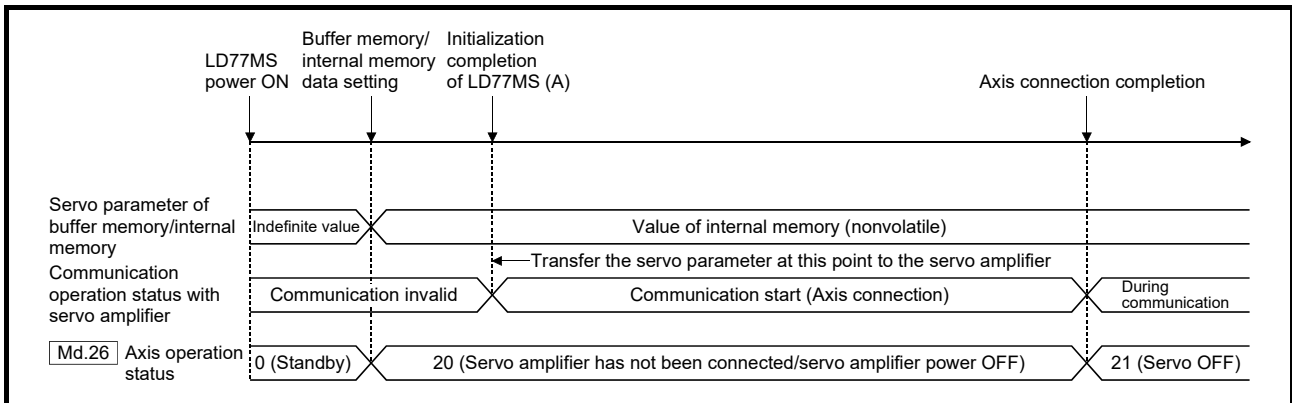 LD77MS
power ON
Buffer memory/
internal memory
data setting
Initialization
completion
of LD77MS (A)
Axis connection completion
Servo parameter of
buffer memory/internal
memory
Indefinite value
Value of internal memory (nonvolatile)
Transfer the servo parameter at this point to the servo amplifier
Communication
operation status with
servo amplifier
Communication invalid
Communication start (Axis connection)
During
communication
Md.26 Axis operation
status
0 (Standby)
20 (Servo amplifier has not been connected/servo amplifier power OFF)
21 (Servo OFF)